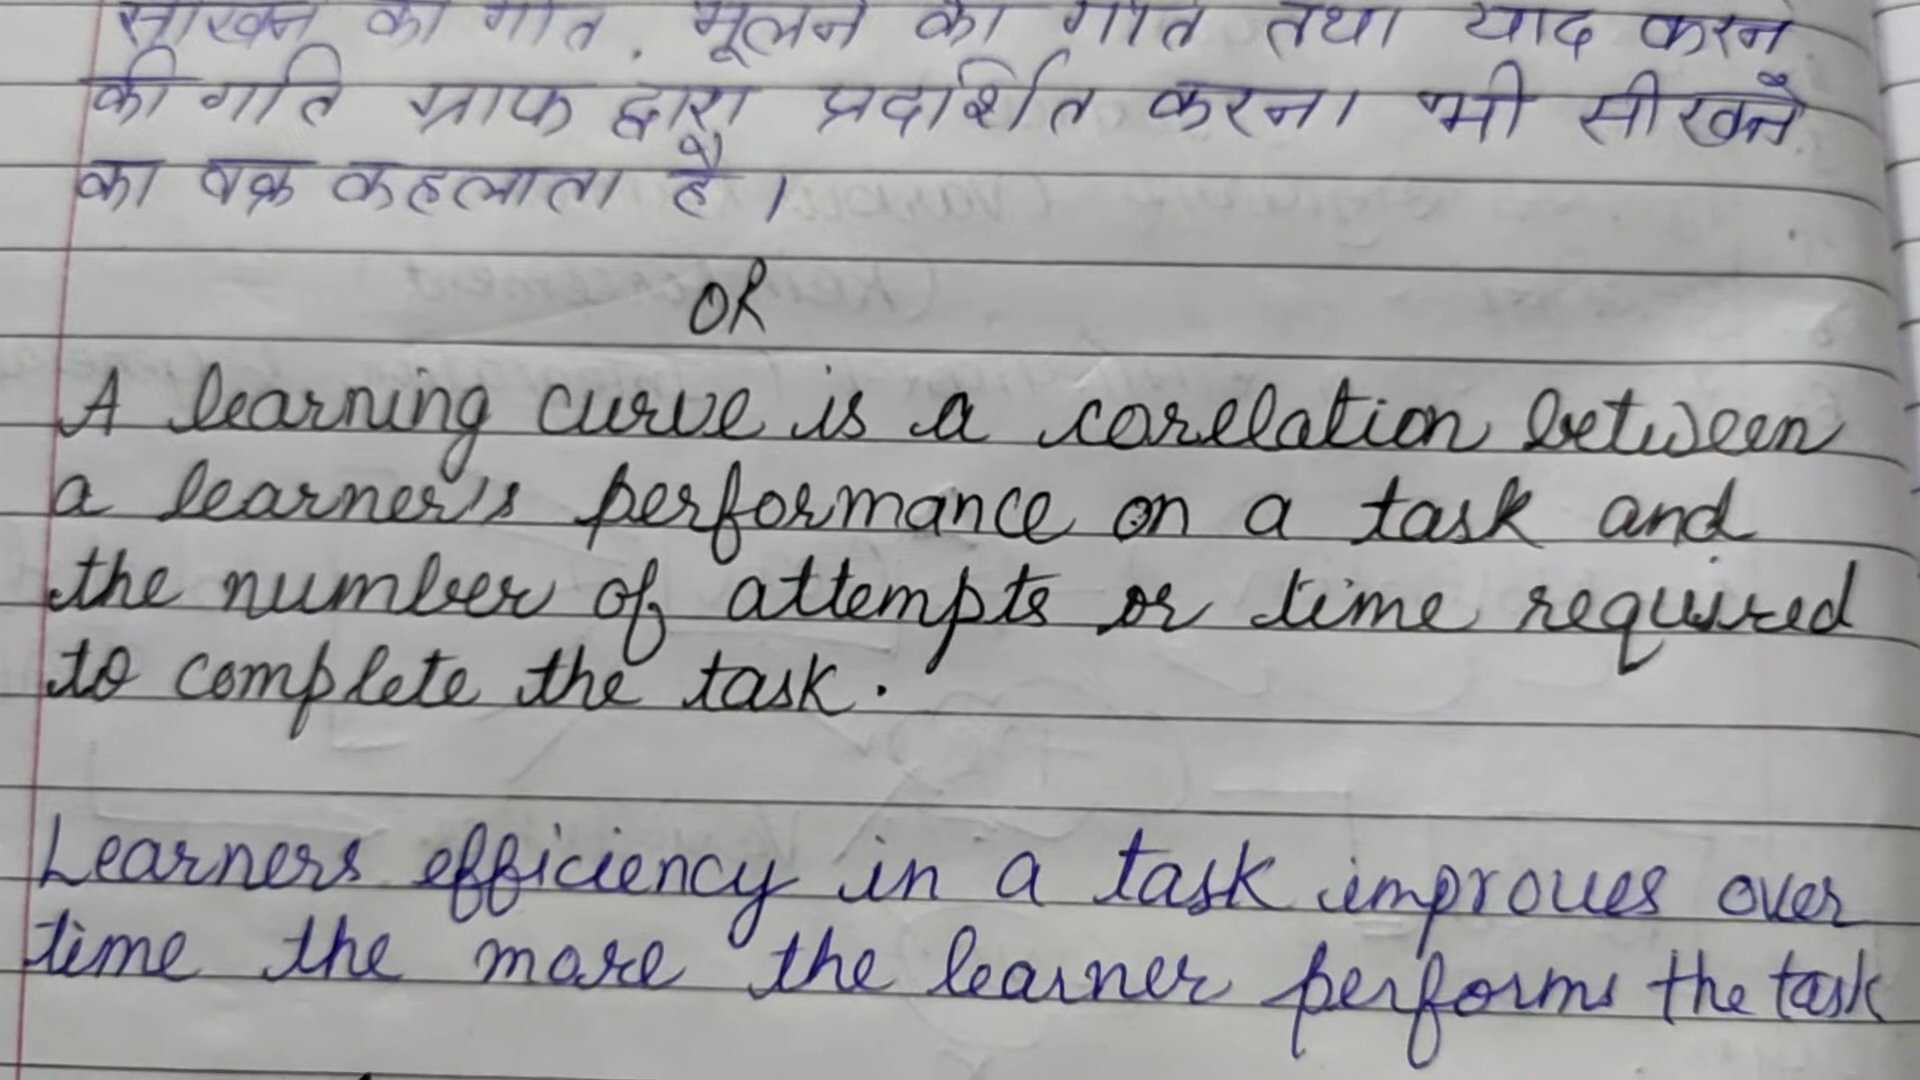 सीखने की गति, भूलने की गति तथा याद करने
की गति ग्राफ द्वारा प्रदर्शित करना भी सीखने
का वक्र कहलाता है।
OR
A learning curve is a corelation between
a learner's performance on a task and
the number of attempts or time required
to complete the task.
Learners efficiency in a task improves over
time the more the learner performs the task